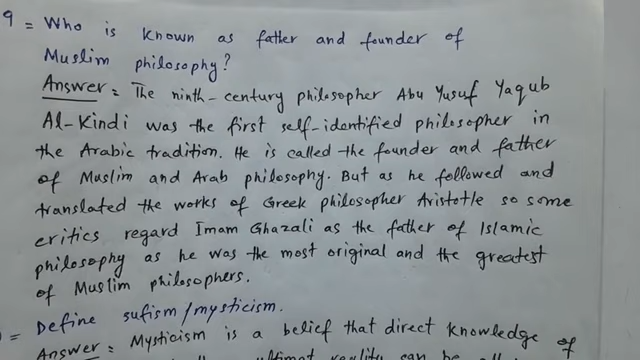 9 = Who is known as father and founder of
Muslim philosophy?
Answer = The ninth-century philosopher Abu Yusuf Yaqub
Al-Kindi was the first self-identified philosopher in
the Arabic tradition. He is called the founder and father
of Muslim and Arab philosophy. But as he followed and
translated the works of Greek philosopher Aristotle so some
critics regard Imam Ghazali as the father of Islamic
philosophy as he was the most original and the greatest
of Muslim philosophers.
= Define sufism/mysticism.
Answer = Mysticism is a belief that direct knowledge of
ultimate reality can be